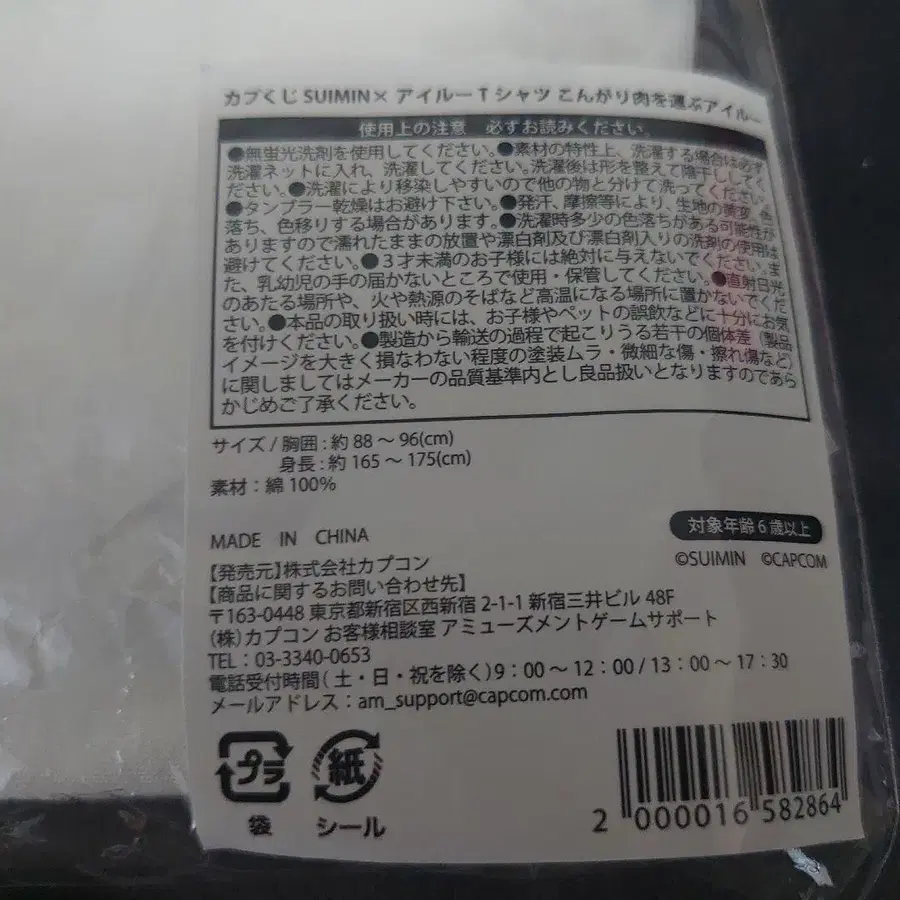 カプくじ SUIMIN× アイルー Tシャツ こんがり肉を運ぶアイルー
使用上の注意 必ずお読みください。
●無蛍光洗剤を使用してください。●素材の特性上、洗濯する場合は必ず
洗濯ネットに入れ、洗濯してください。洗濯後は形を整えて陰干ししてく
ださい。●洗濯により移染しやすいので他の物と分けて洗ってください。
●タンブラー乾燥はお避け下さい。●発汗、摩擦等により、生地の黄変、色
落ち、色移りする場合があります。●洗濯時多少の色落ちがある可能性が
ありますので濡れたままの放置や漂白剤及び漂白剤入りの洗剤の使用は
避けてください。●3才未満のお子様には絶対に与えないでください。ま
た、乳幼児の手の届かないところで使用・保管してください。●直射日光
のあたる場所や、火や熱源のそばなど高温になる場所に置かないでくだ
さい。●本品の取り扱い時には、お子様やペットの誤飲などに十分にお気
を付けください。●製造から輸送の過程で起こりうる若干の個体差（製品
イメージを大きく損なわない程度の塗装ムラ・微細な傷・擦れ傷など）
に関しましてはメーカーの品質基準内とし良品扱いとなりますのであら
かじめご了承ください。
サイズ / 胸囲 : 約 88 ～ 96(cm)
身長 : 約 165 ～ 175(cm)
素材：綿 100%
MADE IN CHINA
対象年齢 6 歳以上
©SUIMIN ©CAPCOM
【発売元】株式会社カプコン
【商品に関するお問い合わせ先】
〒163-0448 東京都新宿区西新宿 2-1-1 新宿三井ビル 48F
(株) カプコン お客様相談室 アミューズメントゲームサポート
TEL：03-3340-0653
電話受付時間( 土・日・祝を除く) 9：00 ～ 12：00 / 13：00 ～ 17：30
メールアドレス：am_support@capcom.com
プラ
袋
紙
シール
2 000016 582864